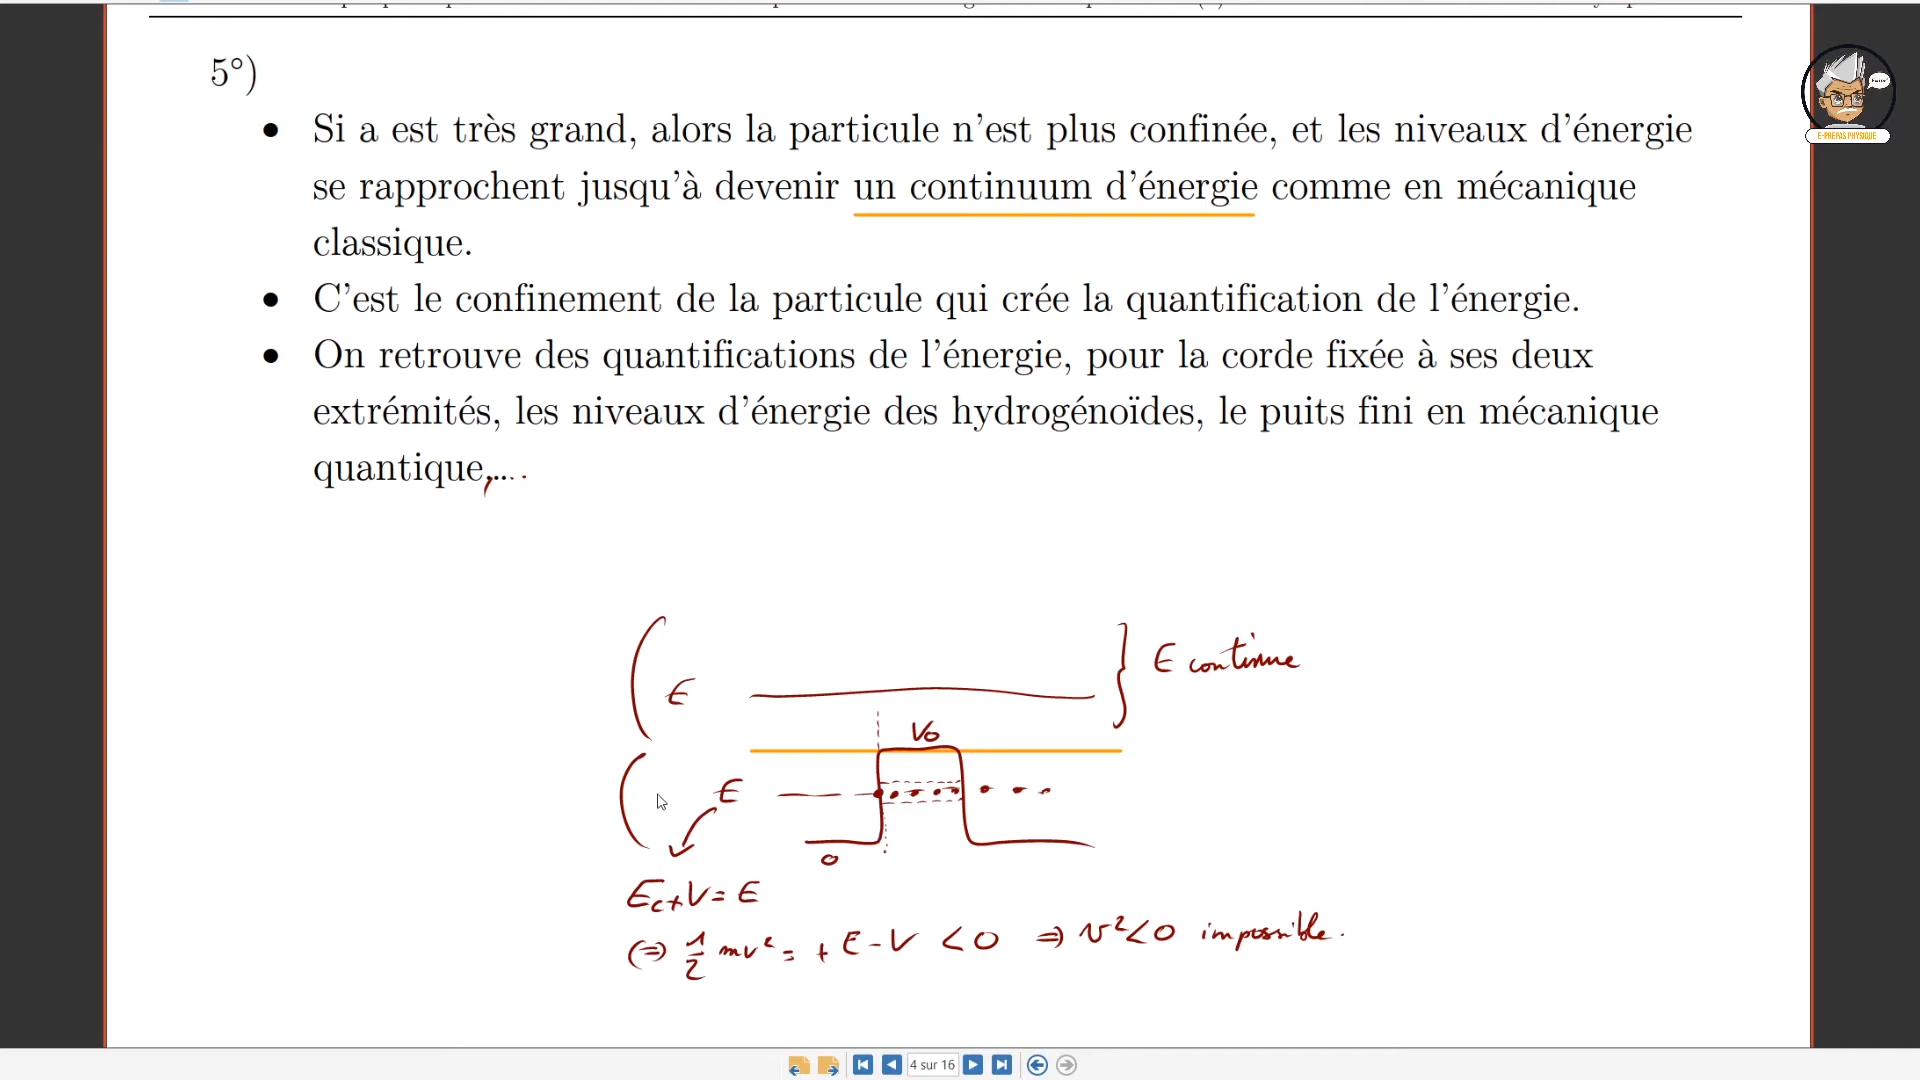 5°)
• Si a est très grand, alors la particule n'est plus confinée, et les niveaux d'énergie
se rapprochent jusqu'à devenir un continuum d'énergie comme en mécanique
classique.
• C'est le confinement de la particule qui crée la quantification de l'énergie.
• On retrouve des quantifications de l'énergie, pour la corde fixée à ses deux
extrémités, les niveaux d'énergie des hydrogénoïdes, le puits fini en mécanique
quantique,...
E continue
E
V0
E
0
Ec+V=E
(⇒ 1/2 mv² = + E-V <0 ⇒ v²<0 impossible.
E-PREPAS PHYSIQUE
4 sur 16